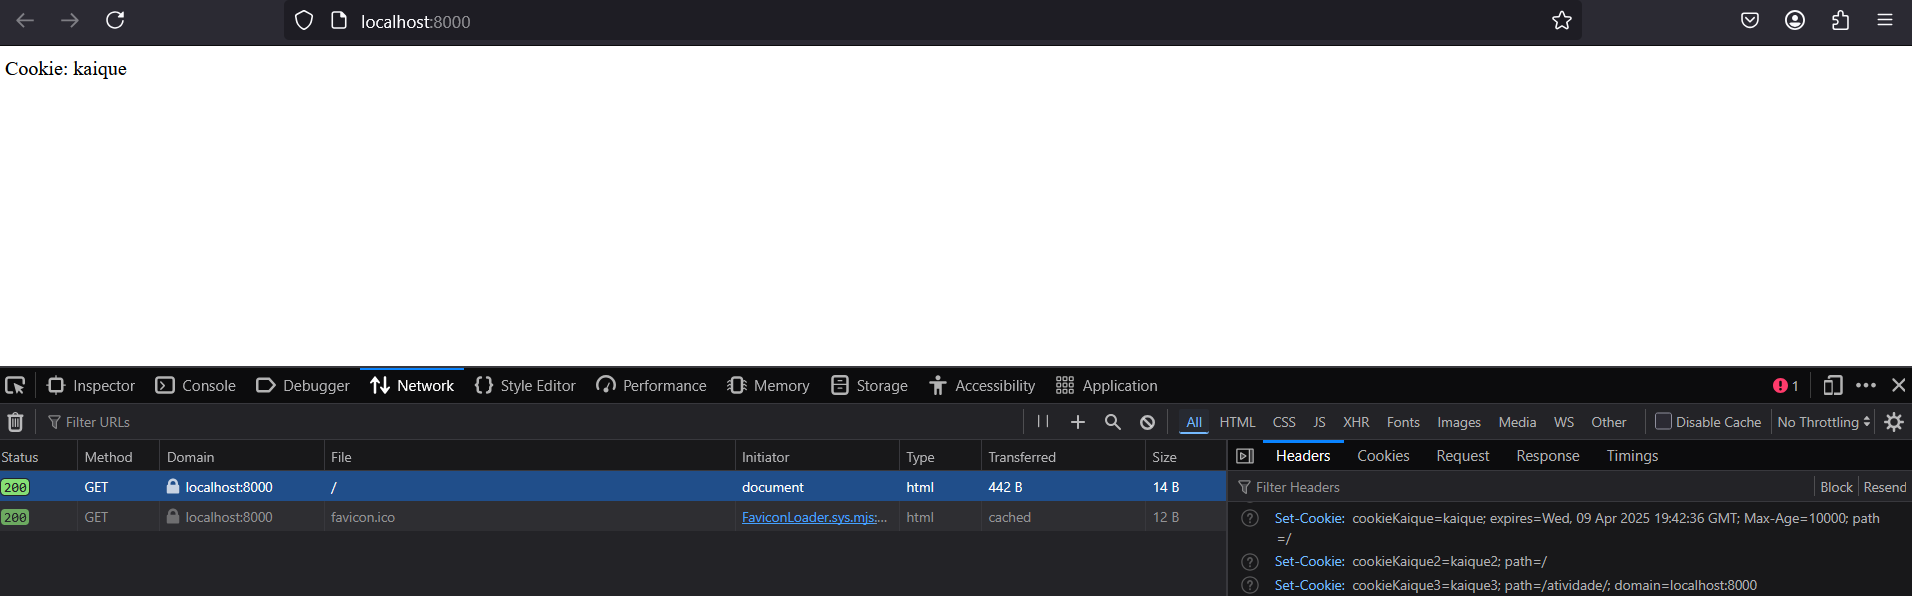 localhost:8000
Cookie: kaique
Inspector Console Debugger Network Style Editor Performance Memory Storage Accessibility Application 1
Filter URLs All HTML CSS JS XHR Fonts Images Media WS Other Disable Cache No Throttling
Status Method Domain File Initiator Type Transferred Size
200 GET localhost:8000 / document html 442 B 14 B
200 GET localhost:8000 favicon.ico FaviconLoader.sys.mjs:... html cached 12 B
Headers Cookies Request Response Timings
Filter Headers Block Resend
Set-Cookie: cookieKaique=kaique; expires=Wed, 09 Apr 2025 19:42:36 GMT; Max-Age=10000; path
=/
Set-Cookie: cookieKaique2=kaique2; path=/
Set-Cookie: cookieKaique3=kaique3; path=/atividade/; domain=localhost:8000